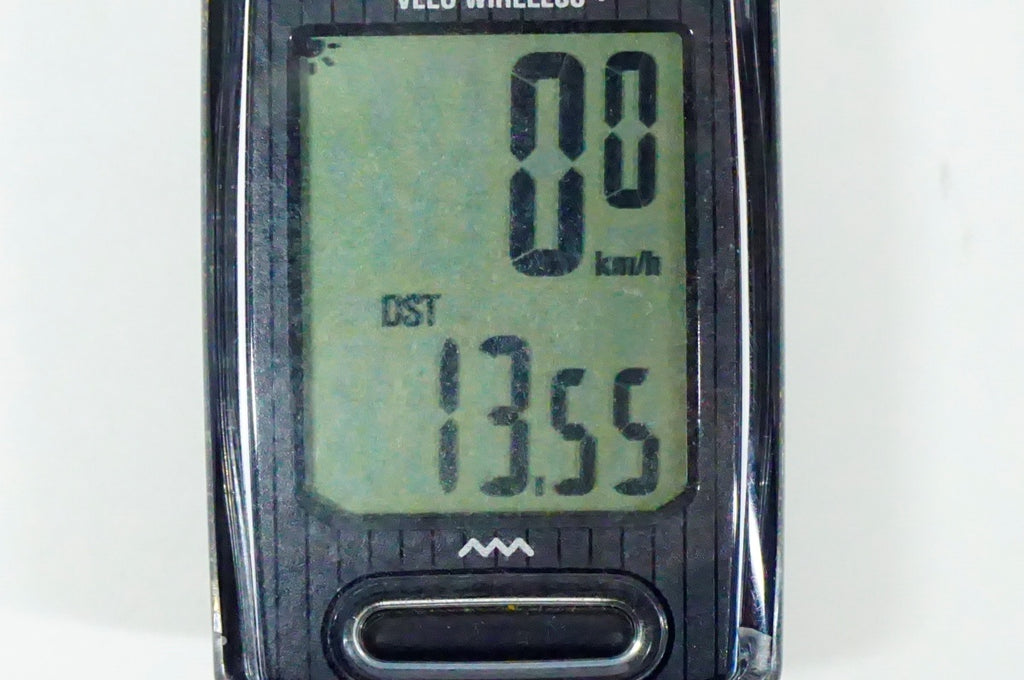 VELO WIRELESS +
00 km/h
DST
13.55